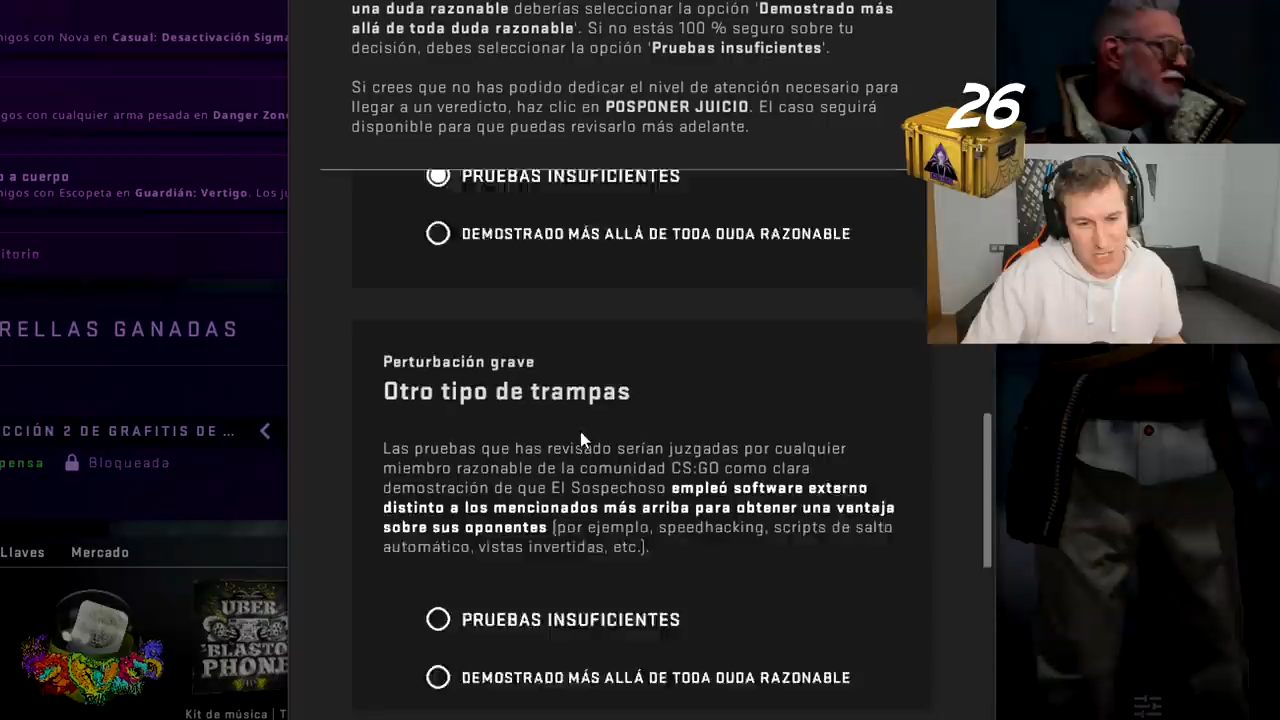 una duda razonable deberías seleccionar la opción 'Demostrado más
allá de toda duda razonable'. Si no estás 100 % seguro sobre tu
decisión, debes seleccionar la opción 'Pruebas insuficientes'.
Si crees que no has podido dedicar el nivel de atención necesario para
llegar a un veredicto, haz clic en POSPONER JUICIO. El caso seguirá
disponible para que puedas revisarlo más adelante.
PRUEBAS INSUFICIENTES
DEMOSTRADO MÁS ALLÁ DE TODA DUDA RAZONABLE
Perturbación grave
Otro tipo de trampas
Las pruebas que has revisado serían juzgadas por cualquier
miembro razonable de la comunidad CS:GO como clara
demostración de que El Sospechoso empleó software externo
distinto a los mencionados más arriba para obtener una ventaja
sobre sus oponentes (por ejemplo, speedhacking, scripts de salto
automático, vistas invertidas, etc.).
PRUEBAS INSUFICIENTES
DEMOSTRADO MÁS ALLÁ DE TODA DUDA RAZONABLE
26
migos con Nova en Casual: Desactivación Sigma
gos con cualquier arma pesada en Danger Zon
o a cuerpo
migos con Escopeta en Guardián: Vertigo. Los ju
itorio
RELLAS GANADAS
CCIÓN 2 DE GRAFITIS DE ...
pensa Bloqueada
Llaves Mercado
UBER
BLASTO
PHONE
Kit de música | T